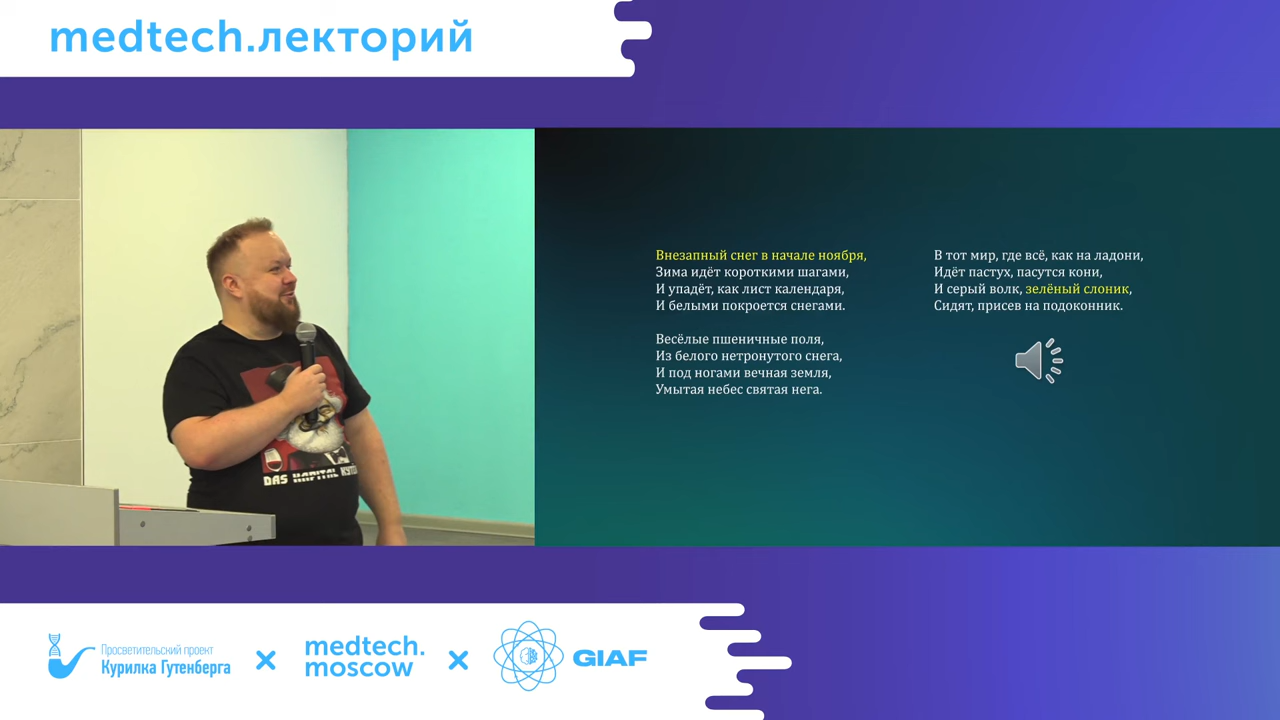 medtech.лекторий
DAS KAPITAL
Внезапный снег в начале ноября,
Зима идёт короткими шагами,
И упадёт, как лист календаря,
И белыми покроется снегами.
Весёлые пшеничные поля,
Из белого нетронутого снега,
И под ногами вечная земля,
Умытая небес святая нега.
В тот мир, где всё, как на ладони,
Идёт пастух, пасутся кони,
И серый волк, зелёный слоник,
Сидят, присев на подоконник.
Просветительский проект
Курилка Гутенберга
×
medtech.
moscow
×
GIAF